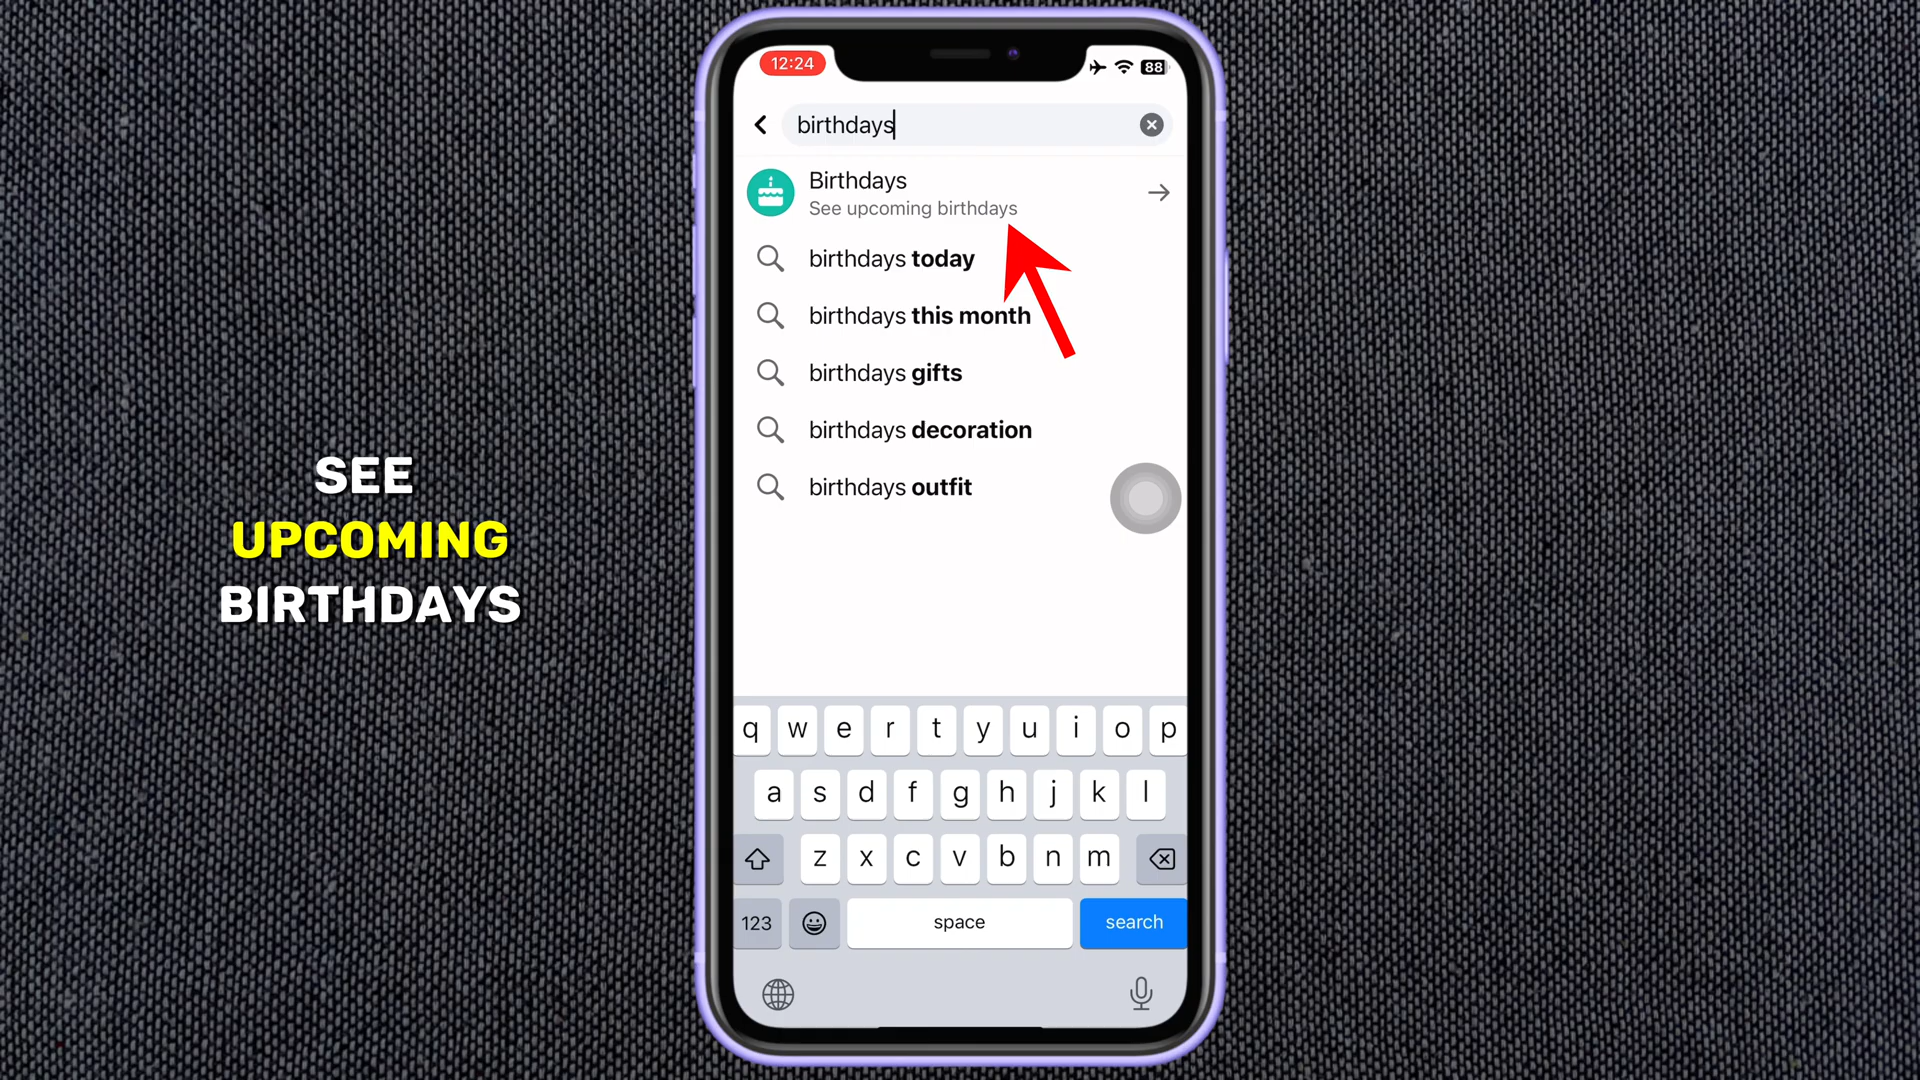 12:24
88
birthdays
Birthdays
See upcoming birthdays
birthdays today
birthdays this month
birthdays gifts
birthdays decoration
birthdays outfit
SEE
UPCOMING
BIRTHDAYS
q w e r t y u i o p
a s d f g h j k l
z x c v b n m
123 space search